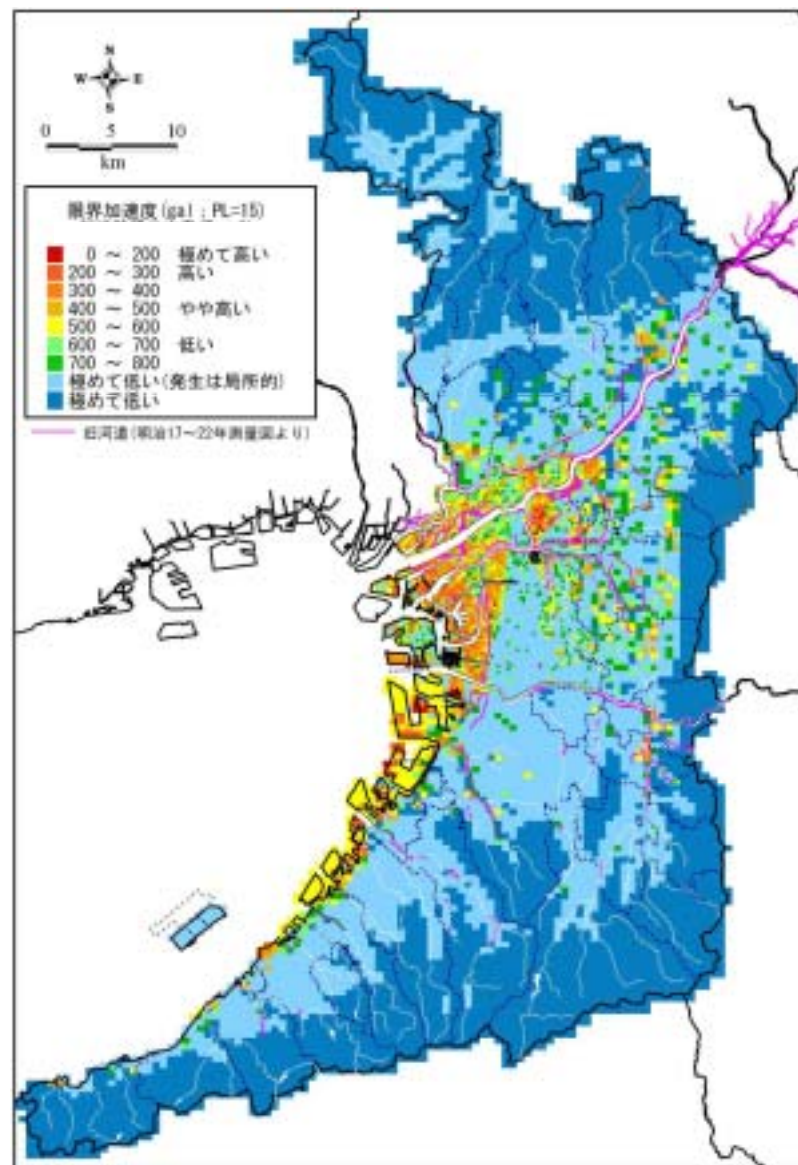 N
W E
S
0 5 10
km
限界加速度(gal : PL=15)
0 ～ 200 極めて高い
200 ～ 300 高い
300 ～ 400
400 ～ 500 やや高い
500 ～ 600
600 ～ 700 低い
700 ～ 800
極めて低い(発生は局所的)
極めて低い
旧河道(明治17～22年測量図より)